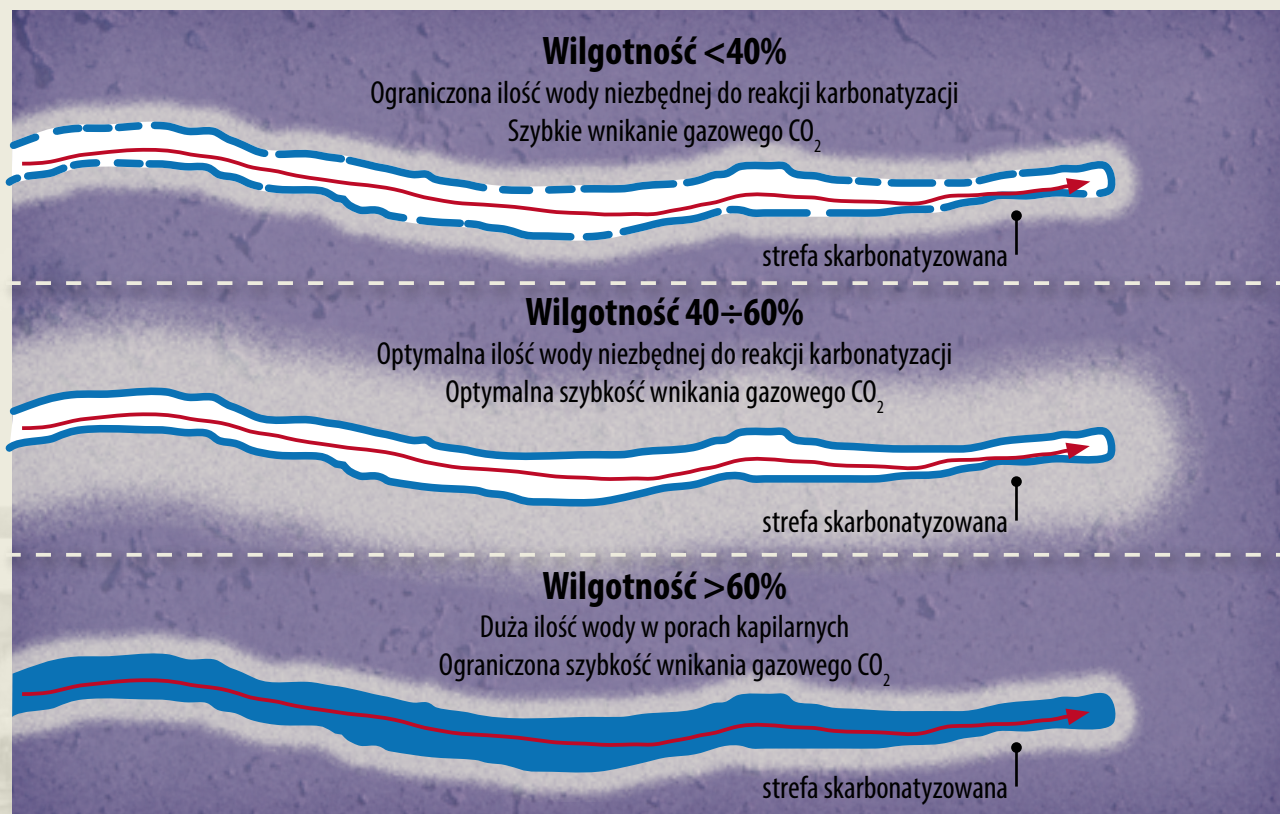 Wilgotność <40%
Ograniczona ilość wody niezbędnej do reakcji karbonatyzacji
Szybkie wnikanie gazowego CO₂
strefa skarbonatyzowana
Wilgotność 40÷60%
Optymalna ilość wody niezbędnej do reakcji karbonatyzacji
Optymalna szybkość wnikania gazowego CO₂
strefa skarbonatyzowana
Wilgotność >60%
Duża ilość wody w porach kapilarnych
Ograniczona szybkość wnikania gazowego CO₂
strefa skarbonatyzowana